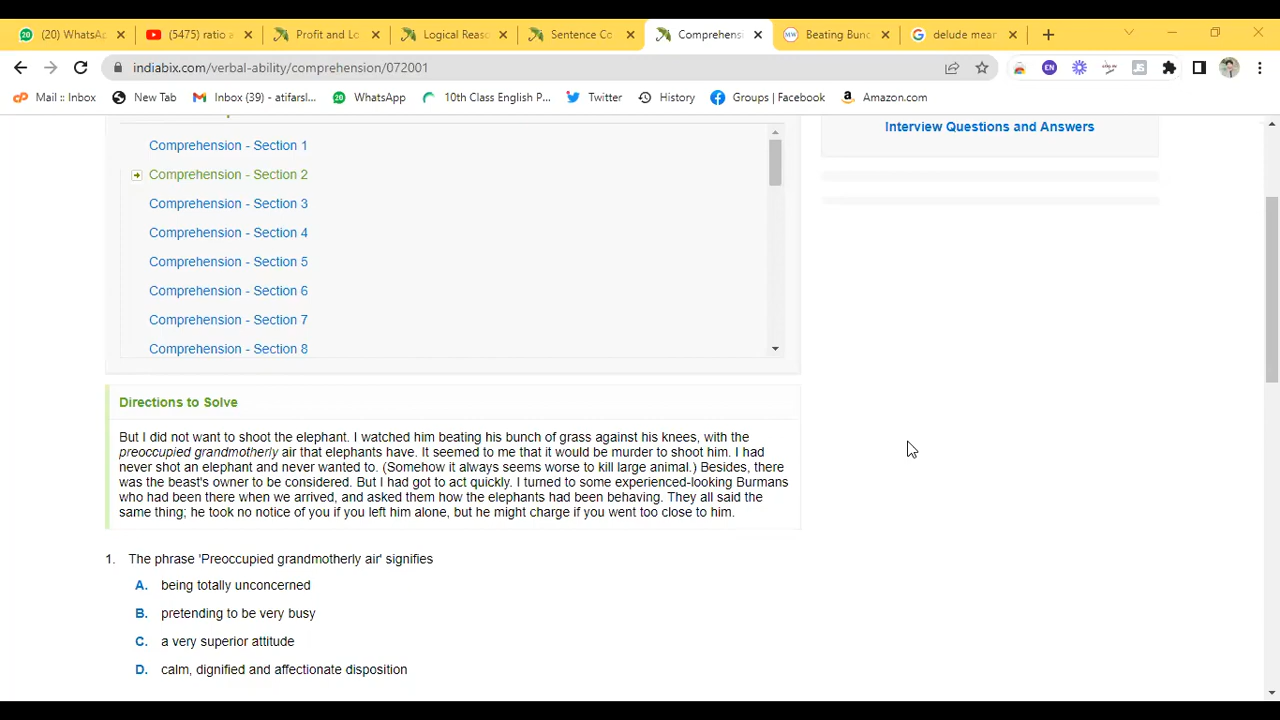 (20) WhatsA
(5475) ratio a
Profit and Lo
Logical Reaso
Sentence Co
Comprehensi
Beating Bunc
delude mean
indiabix.com/verbal-ability/comprehension/072001
Mail :: Inbox
New Tab
Inbox (39) - atifarsl...
WhatsApp
10th Class English P...
Twitter
History
Groups | Facebook
Amazon.com
Interview Questions and Answers
Comprehension - Section 1
Comprehension - Section 2
Comprehension - Section 3
Comprehension - Section 4
Comprehension - Section 5
Comprehension - Section 6
Comprehension - Section 7
Comprehension - Section 8
Directions to Solve
But I did not want to shoot the elephant. I watched him beating his bunch of grass against his knees, with the
preoccupied grandmotherly air that elephants have. It seemed to me that it would be murder to shoot him. I had
never shot an elephant and never wanted to. (Somehow it always seems worse to kill large animal.) Besides, there
was the beast's owner to be considered. But I had got to act quickly. I turned to some experienced-looking Burmans
who had been there when we arrived, and asked them how the elephants had been behaving. They all said the
same thing; he took no notice of you if you left him alone, but he might charge if you went too close to him.
1. The phrase 'Preoccupied grandmotherly air' signifies
A. being totally unconcerned
B. pretending to be very busy
C. a very superior attitude
D. calm, dignified and affectionate disposition